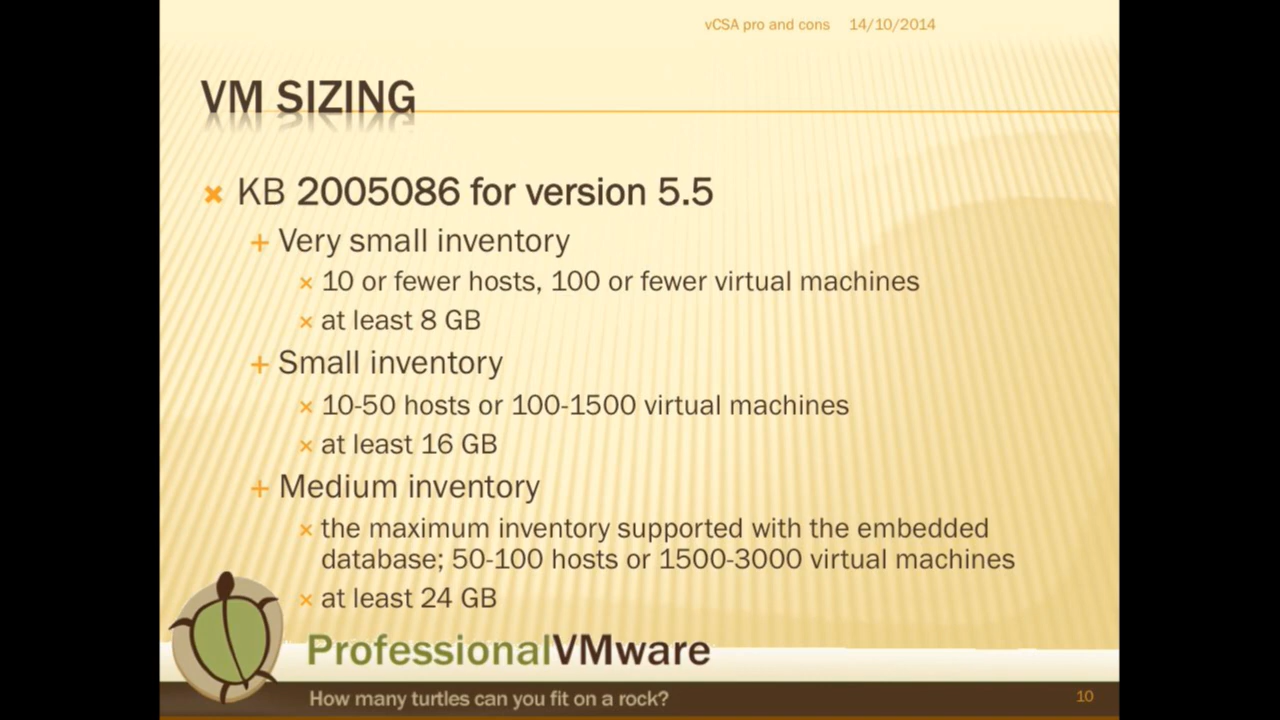 vCSA pro and cons 14/10/2014
VM SIZING
KB 2005086 for version 5.5
Very small inventory
10 or fewer hosts, 100 or fewer virtual machines
at least 8 GB
Small inventory
10-50 hosts or 100-1500 virtual machines
at least 16 GB
Medium inventory
the maximum inventory supported with the embedded
database; 50-100 hosts or 1500-3000 virtual machines
at least 24 GB
ProfessionalVMware
How many turtles can you fit on a rock?
10